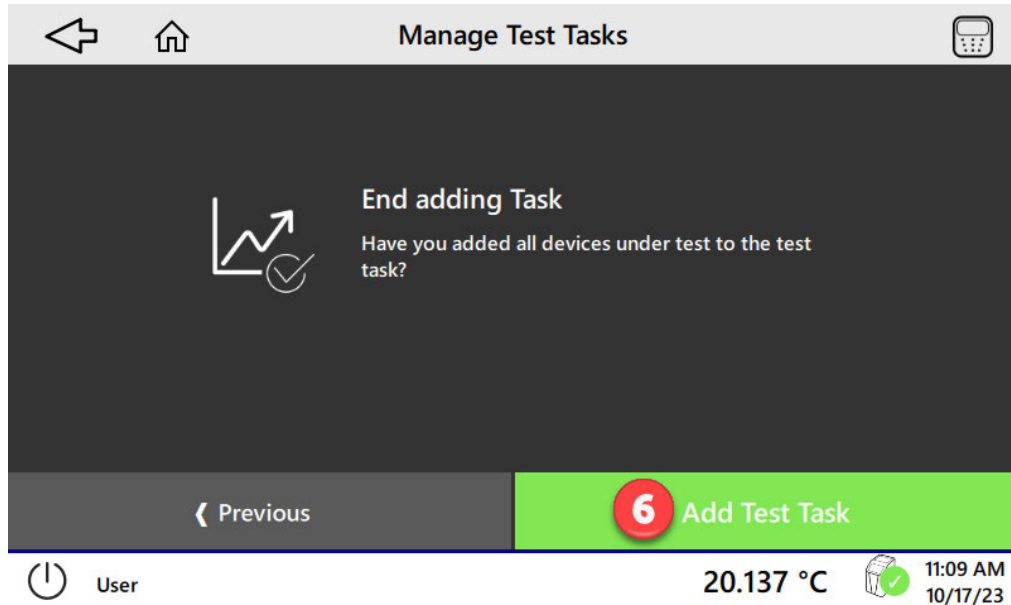 Manage Test Tasks
End adding Task
Have you added all devices under test to the test
task?
❰ Previous
6 Add Test Task
User
20.137 °C
11:09 AM
10/17/23